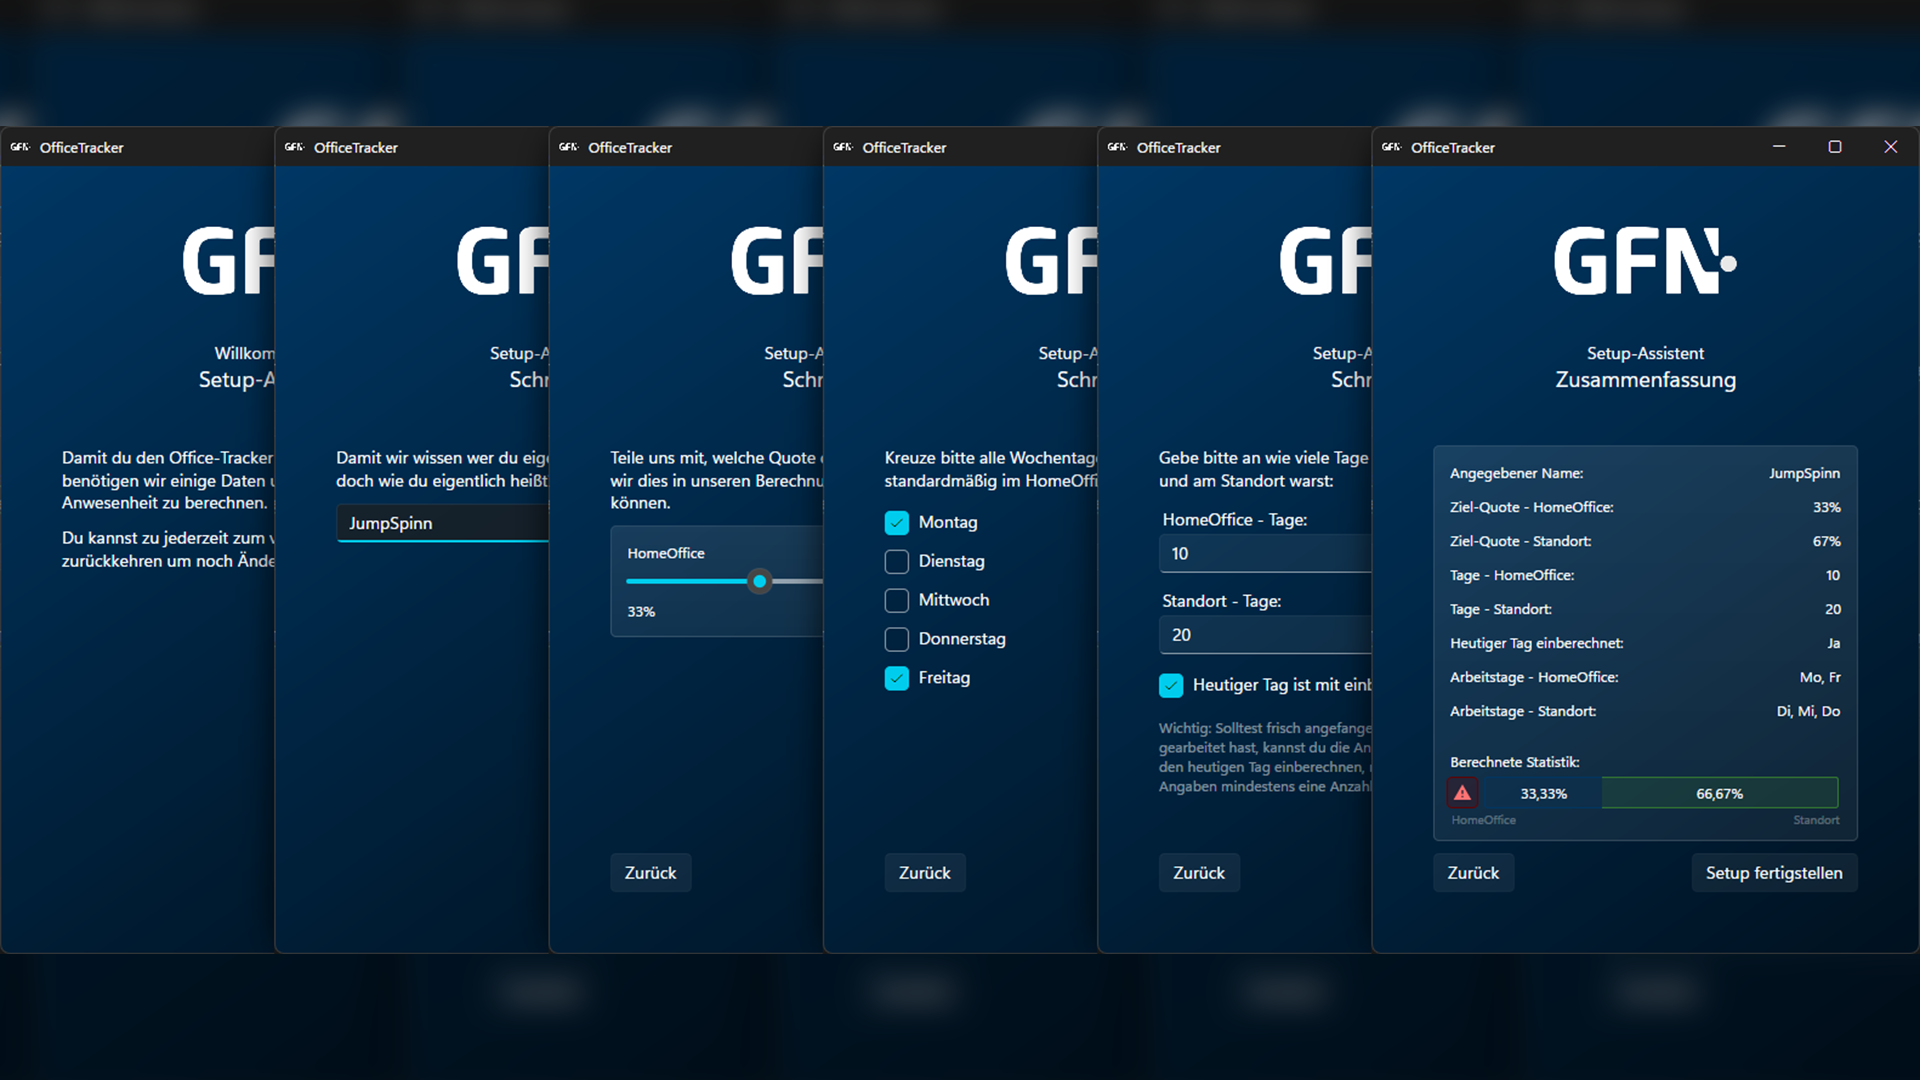 GFN OfficeTracker
GF
Willkom
Setup-A
Damit du den Office-Tracker
benötigen wir einige Daten u
Anwesenheit zu berechnen.
Du kannst zu jederzeit zum v
zurückkehren um noch Ände
GFN OfficeTracker
GF
Setup-A
Schr
Damit wir wissen wer du eige
doch wie du eigentlich heißt
JumpSpinn
GFN OfficeTracker
GF
Setup-A
Schr
Teile uns mit, welche Quote
wir dies in unseren Berechnu
können.
HomeOffice
33%
Zurück
GFN OfficeTracker
GF
Setup-A
Schr
Kreuze bitte alle Wochentage
standardmäßig im HomeOffi
Montag
Dienstag
Mittwoch
Donnerstag
Freitag
Zurück
GFN OfficeTracker
GF
Setup-A
Schr
Gebe bitte an wie viele Tage
und am Standort warst:
HomeOffice - Tage:
10
Standort - Tage:
20
Heutiger Tag ist mit einb
Wichtig: Solltest frisch angefange
gearbeitet hast, kannst du die An
den heutigen Tag einberechnen,
Angaben mindestens eine Anzahl
Zurück
GFN OfficeTracker
GFN
Setup-Assistent
Zusammenfassung
Angegebener Name: JumpSpinn
Ziel-Quote - HomeOffice: 33%
Ziel-Quote - Standort: 67%
Tage - HomeOffice: 10
Tage - Standort: 20
Heutiger Tag einberechnet: Ja
Arbeitstage - HomeOffice: Mo, Fr
Arbeitstage - Standort: Di, Mi, Do
Berechnete Statistik:
33,33% 66,67%
HomeOffice Standort
Zurück Setup fertigstellen